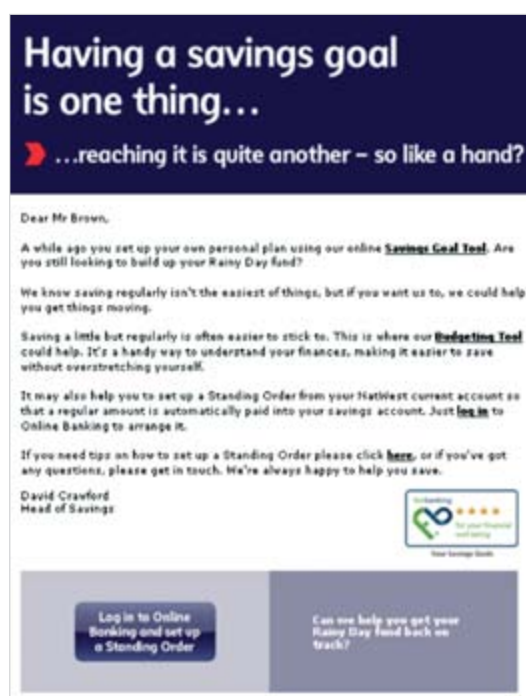 Having a savings goal
is one thing...
...reaching it is quite another – so like a hand?
Dear Mr Brown,
A while ago you set up your own personal plan using our online Savings Goal Tool. Are
you still looking to build up your Rainy Day fund?
We know saving regularly isn't the easiest of things, but if you want us to, we could help
you get things moving.
Saving a little but regularly is often easier to stick to. This is where our Budgeting Tool
could help. It's a handy way to understand your finances, making it easier to save
without overstretching yourself.
It may also help you to set up a Standing Order from your NatWest current account so
that a regular amount is automatically paid into your savings account. Just log in to
Online Banking to arrange it.
If you need tips on how to set up a Standing Order please click here, or if you've got
any questions, please get in touch. We're always happy to help you save.
David Crawford
Head of Savings
for your financial
well being
Your Savings Goals
Log in to Online
Banking and set up
a Standing Order
Can we help you get your
Rainy Day fund back on
track?